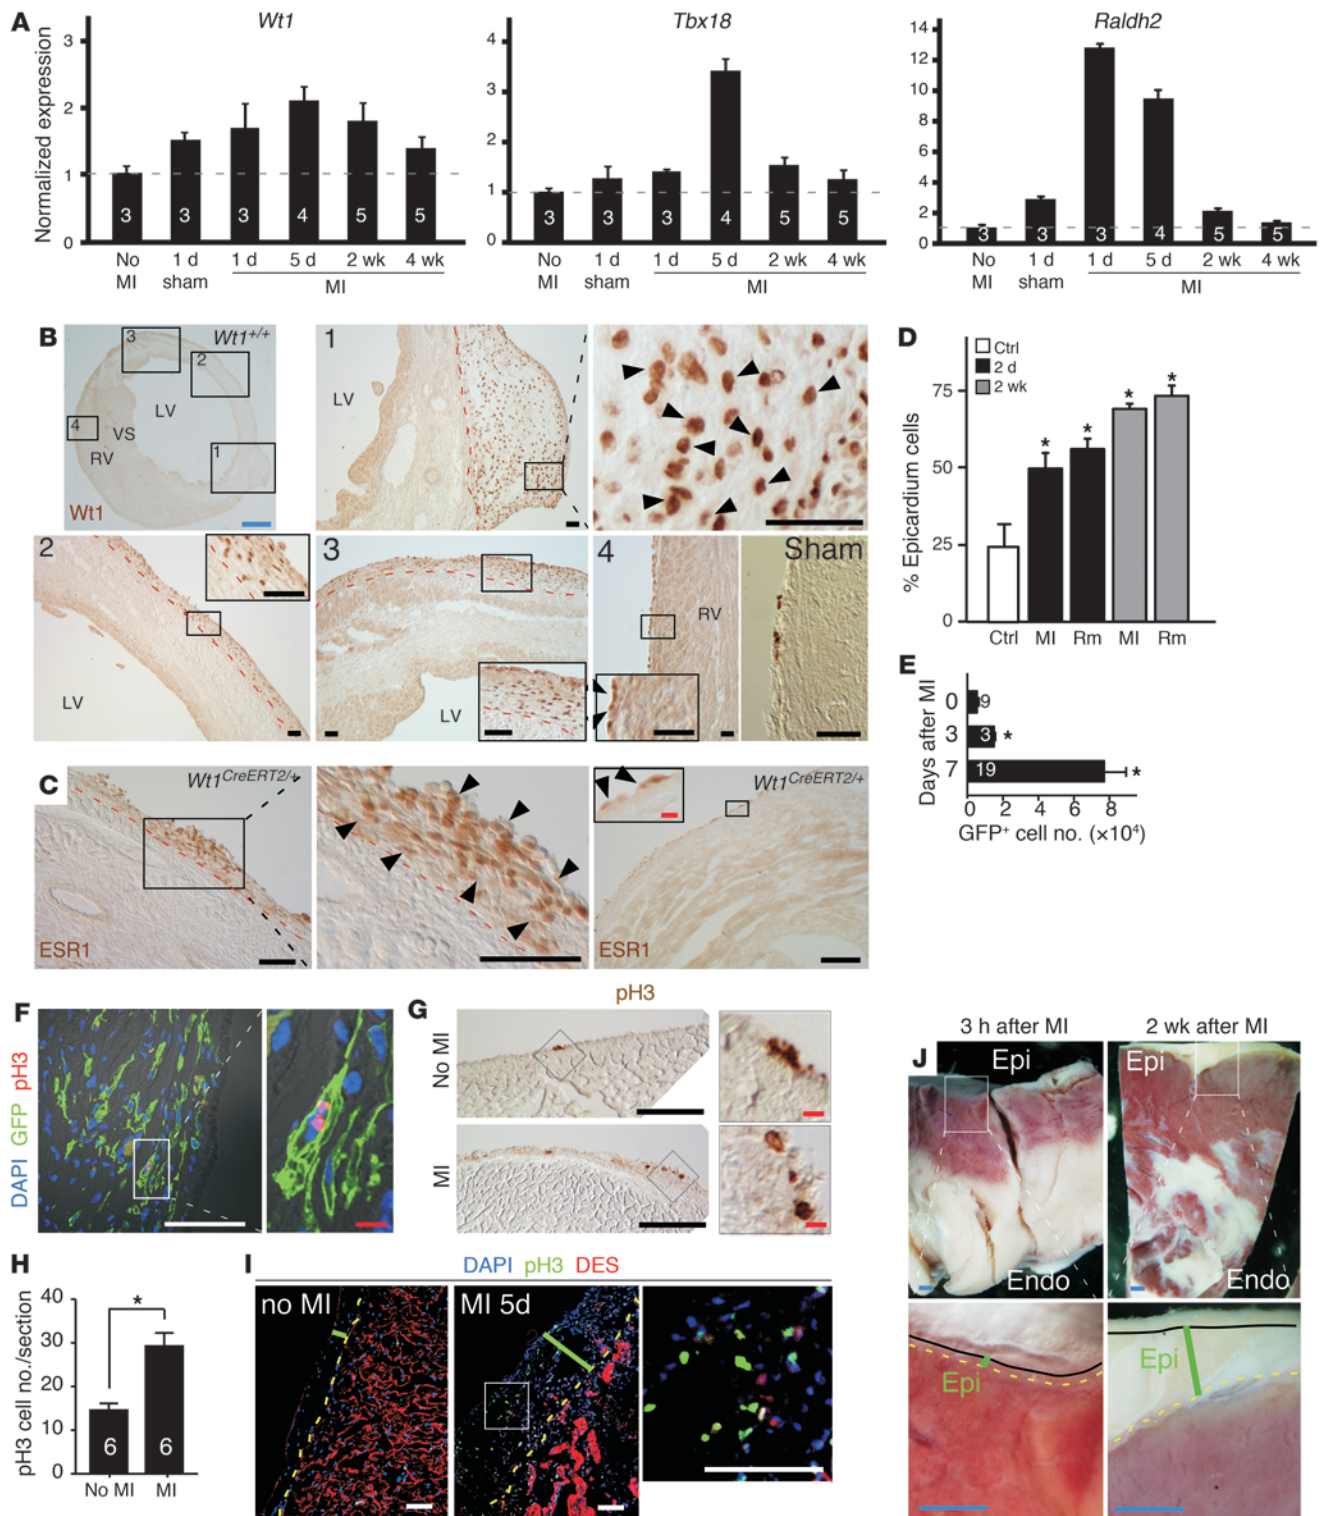 A
Wt1
Tbx18
Raldh2
Normalized expression
3
2
1
0
3
3
3
4
5
5
No MI
1 d sham
1 d
5 d
2 wk
4 wk
MI
4
3
2
1
0
3
3
3
4
5
5
No MI
1 d sham
1 d
5 d
2 wk
4 wk
MI
14
12
10
8
6
4
2
0
3
3
3
4
5
5
No MI
1 d sham
1 d
5 d
2 wk
4 wk
MI
B
Wt1+/+
3
2
4
1
LV
VS
RV
Wt1
1
LV
2
LV
3
LV
4
RV
Sham
C
Wt1CreERT2/+
ESR1
Wt1CreERT2/+
ESR1
D
Ctrl
2 d
2 wk
% Epicardium cells
75
50
25
0
Ctrl
MI
Rm
MI
Rm
*
*
*
*
E
Days after MI
0
3
7
9
3
19
*
*
0 2 4 6 8
GFP+ cell no. (×10⁴)
F
DAPI GFP pH3
G
pH3
No MI
MI
H
pH3 cell no./section
40
30
20
10
0
*
6
6
No MI
MI
I
DAPI pH3 DES
no MI
MI 5d
J
3 h after MI
2 wk after MI
Epi
Endo
Epi
Endo
Epi
Epi